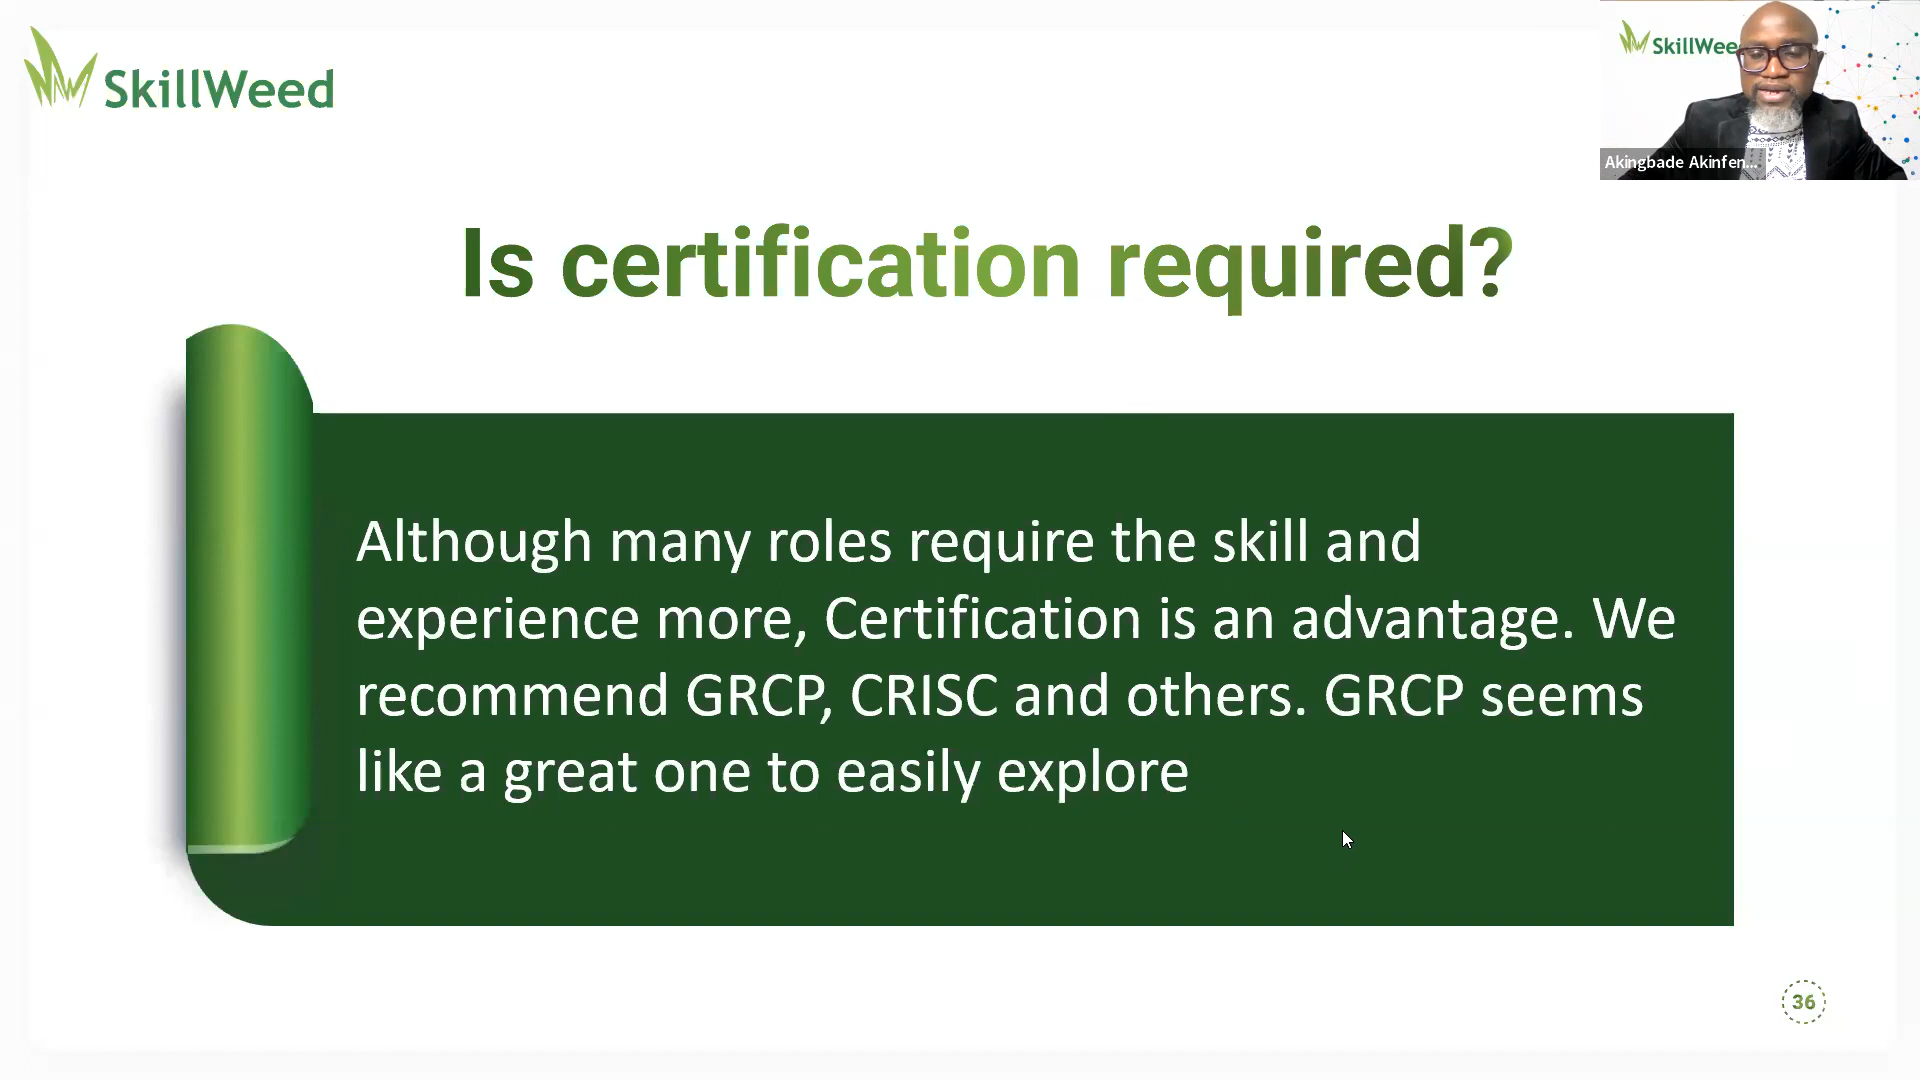 SkillWeed
SkillWee
Akingbade Akinfen...
Is certification required?
Although many roles require the skill and
experience more, Certification is an advantage. We
recommend GRCP, CRISC and others. GRCP seems
like a great one to easily explore
36